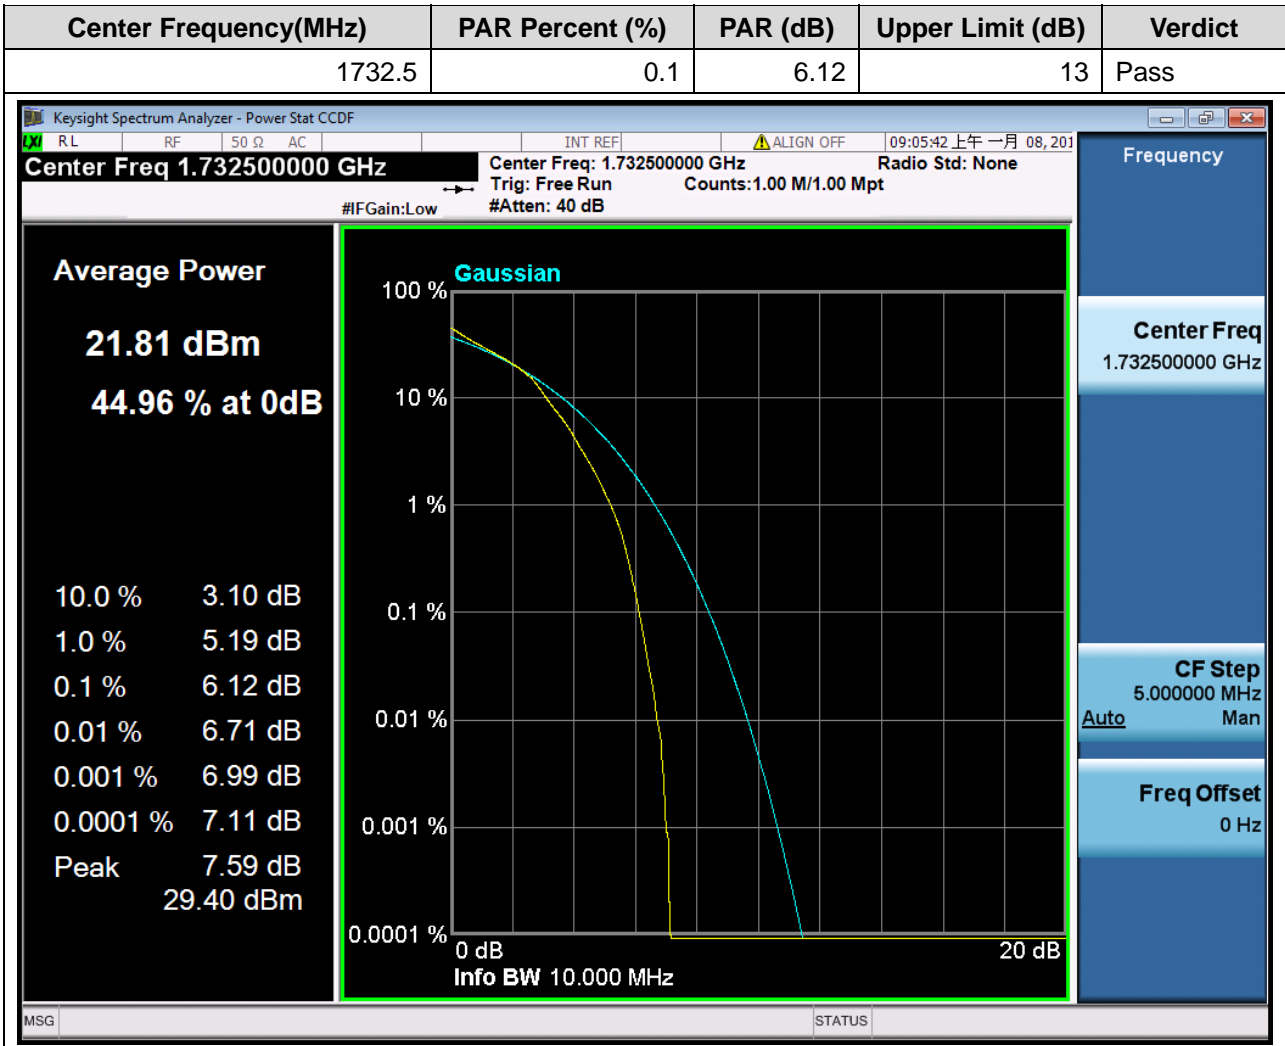 Center Frequency(MHz) PAR Percent (%) PAR (dB) Upper Limit (dB) Verdict
1732.5 0.1 6.12 13 Pass
Keysight Spectrum Analyzer - Power Stat CCDF
LXI RL RF 50 Ω AC INT REF ALIGN OFF 09:05:42 上午 一月 08, 201
Center Freq 1.732500000 GHz
Center Freq: 1.732500000 GHz Radio Std: None
Trig: Free Run Counts:1.00 M/1.00 Mpt
#IFGain:Low #Atten: 40 dB
Frequency
Average Power
21.81 dBm
44.96 % at 0dB
10.0 % 3.10 dB
1.0 % 5.19 dB
0.1 % 6.12 dB
0.01 % 6.71 dB
0.001 % 6.99 dB
0.0001 % 7.11 dB
Peak 7.59 dB
29.40 dBm
Gaussian
100 %
10 %
1 %
0.1 %
0.01 %
0.001 %
0.0001 %
0 dB 20 dB
Info BW 10.000 MHz
Center Freq
1.732500000 GHz
CF Step
5.000000 MHz
Auto Man
Freq Offset
0 Hz
MSG STATUS